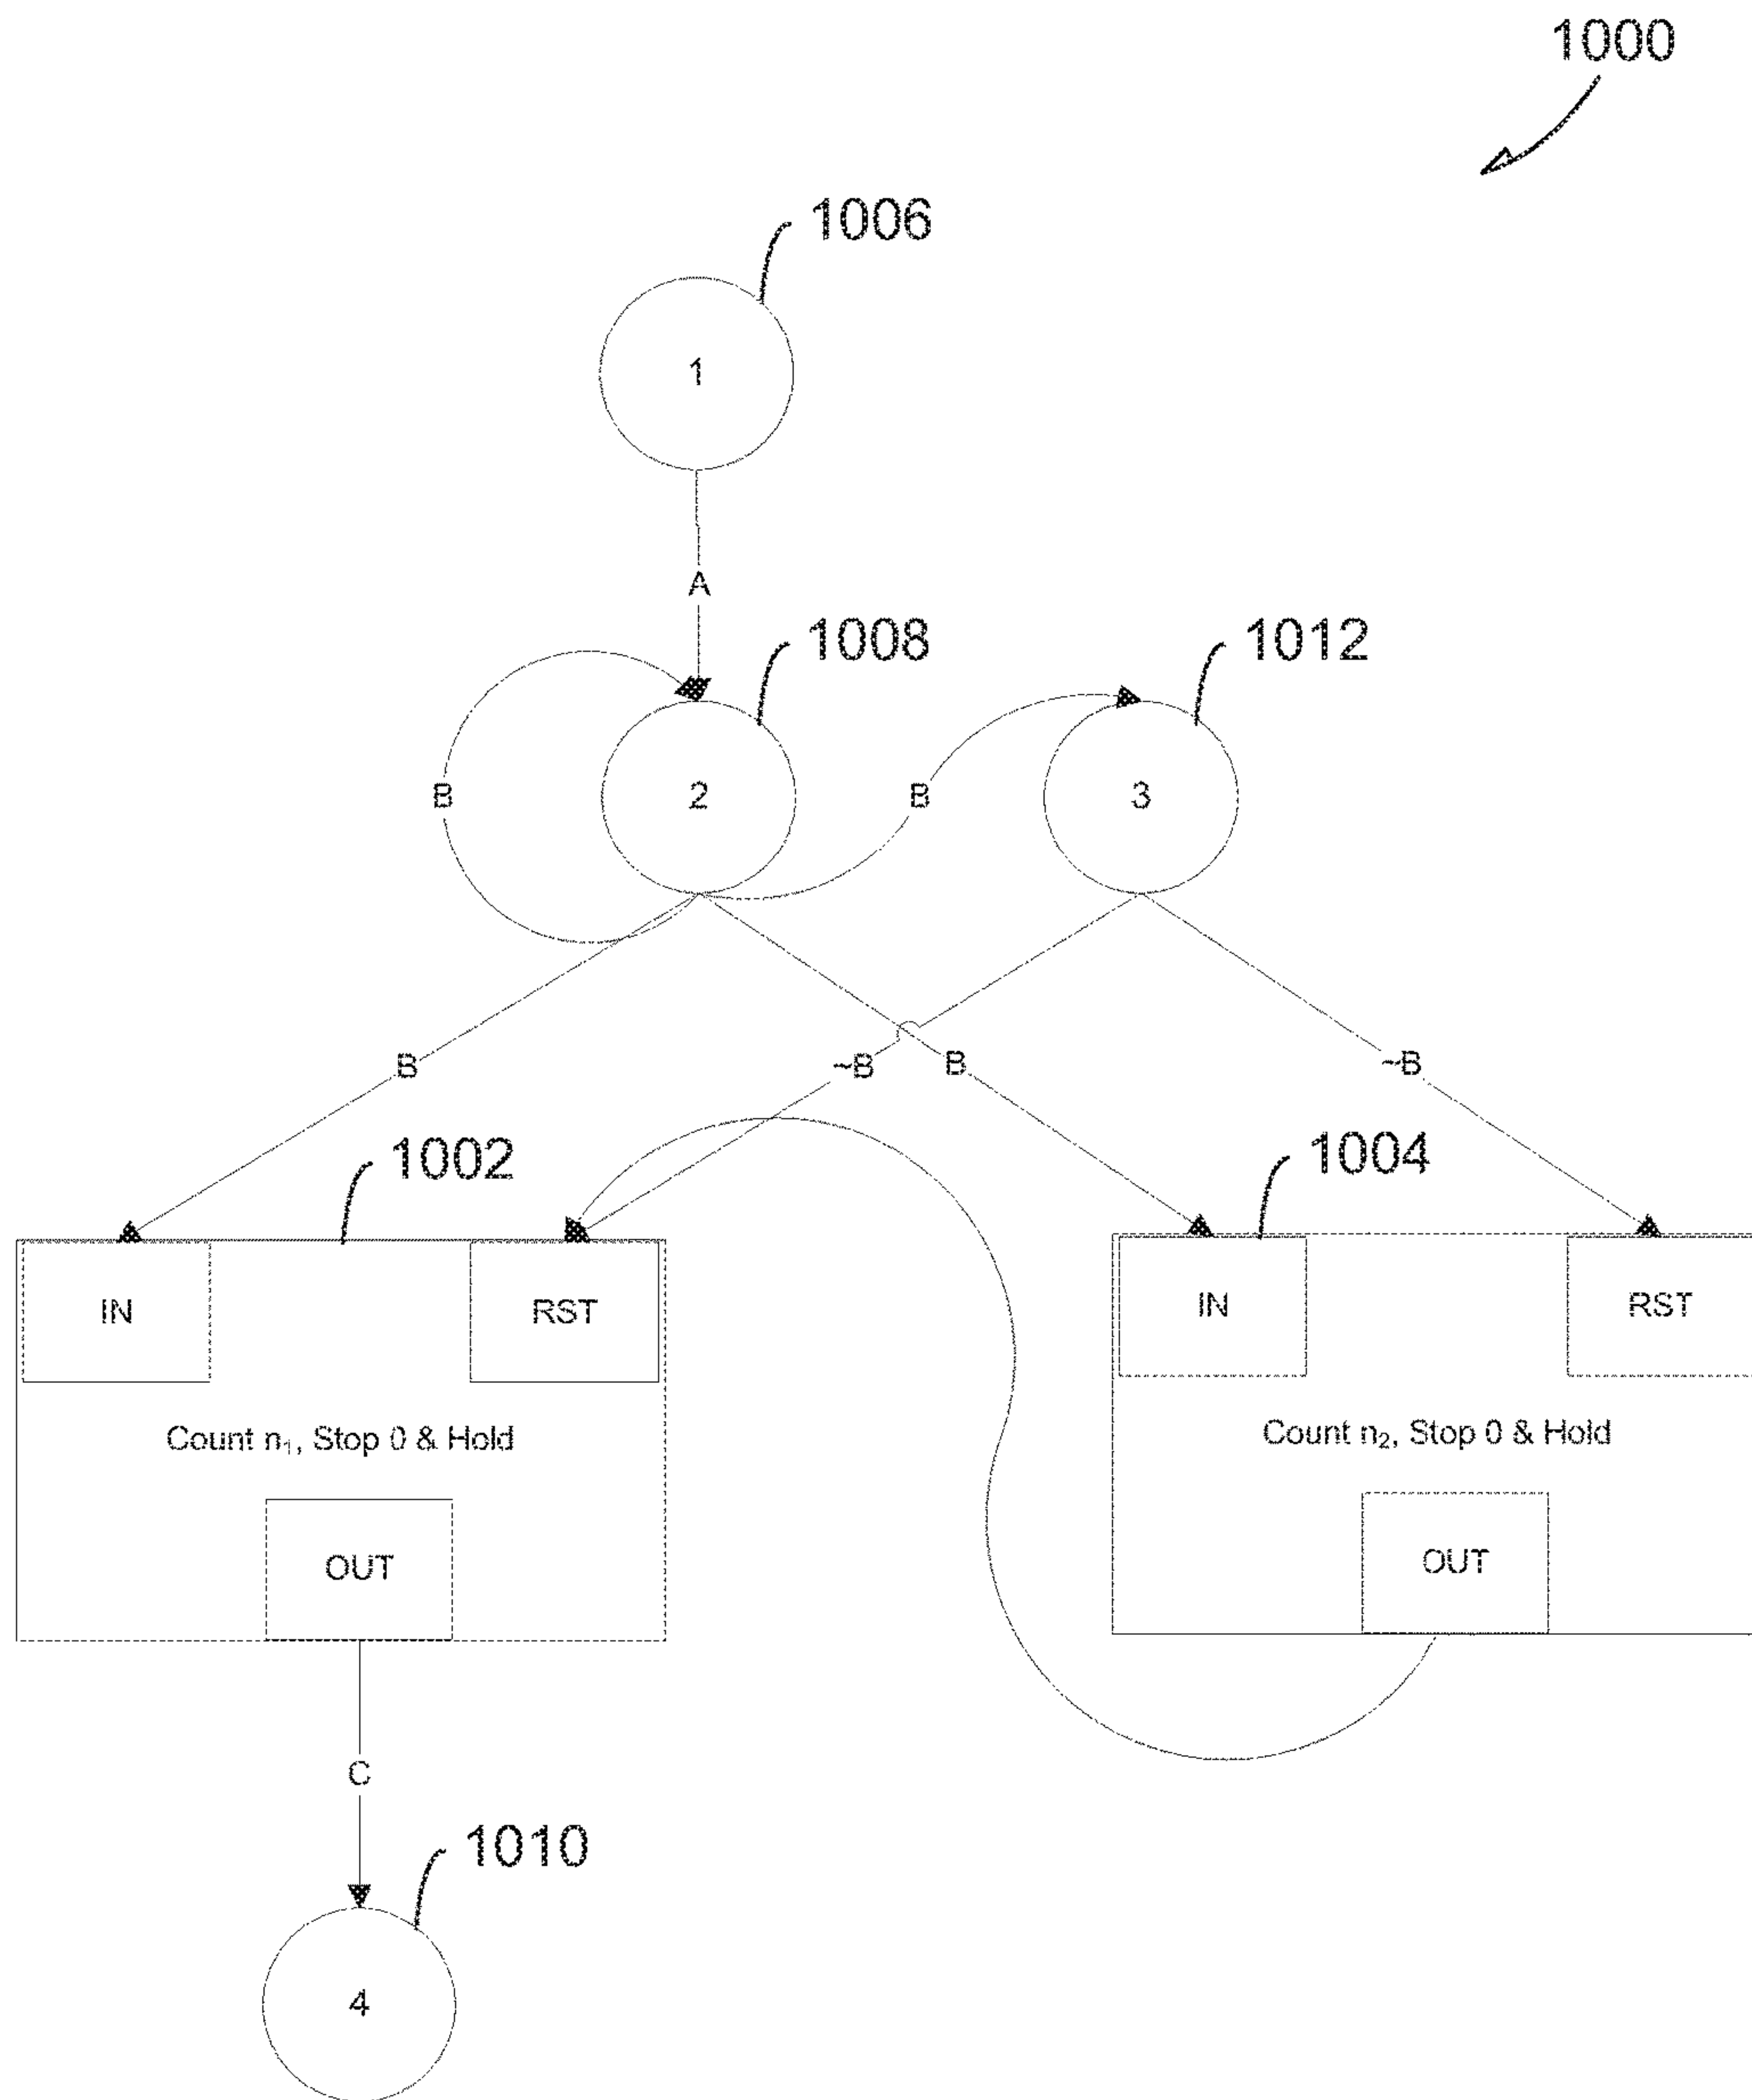 1000
1006
1
A
1008
1012
B
2
B
3
B
~B
B
~B
1002
1004
IN
RST
IN
RST
Count n₁, Stop 0 & Hold
Count n₂, Stop 0 & Hold
OUT
OUT
C
1010
4